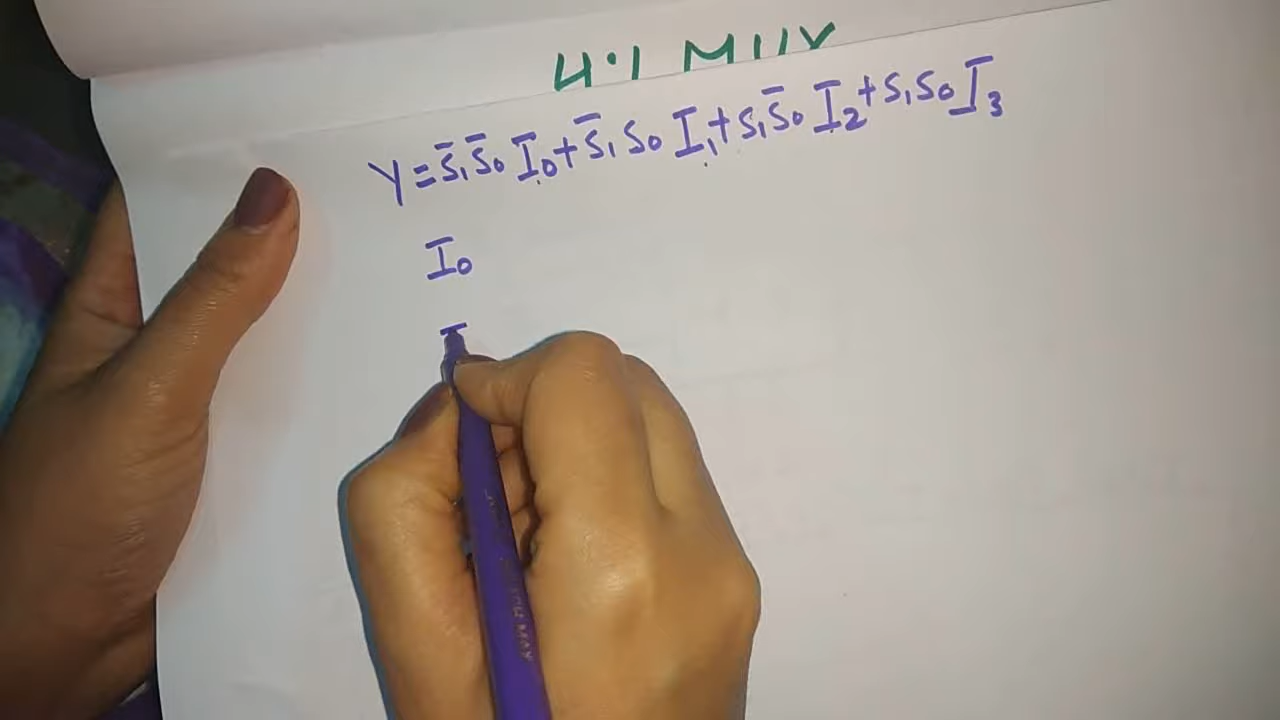 4:1 MUX
Y = S̄₁S̄₀ I₀ + S̄₁S₀ I₁ + S₁S̄₀ I₂ + S₁S₀ I₃
I₀
I